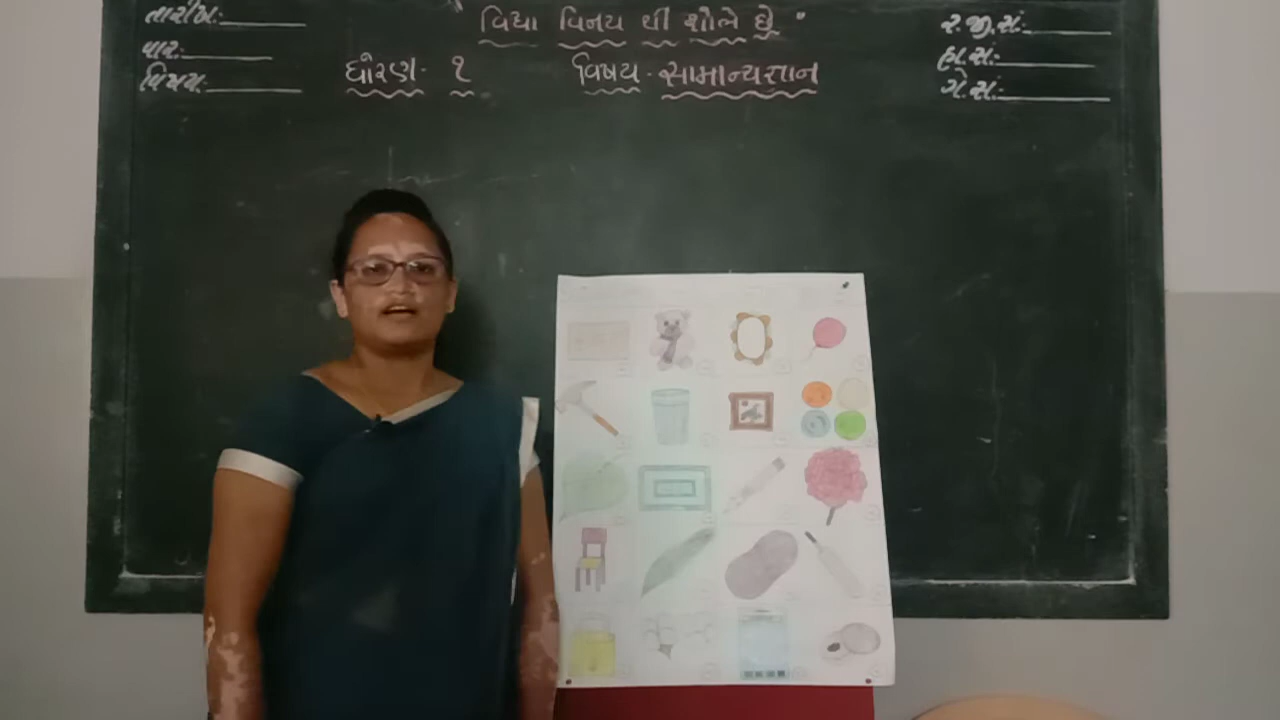 તારીખ:-
વાર:-
વિષય:-
વિદ્યા વિનય થી શોભે છે "
ધોરણ- ૧
વિષય - સામાન્યજ્ઞાન
ર.જી.સં:-
હા.સં:-
ગે.સં:-